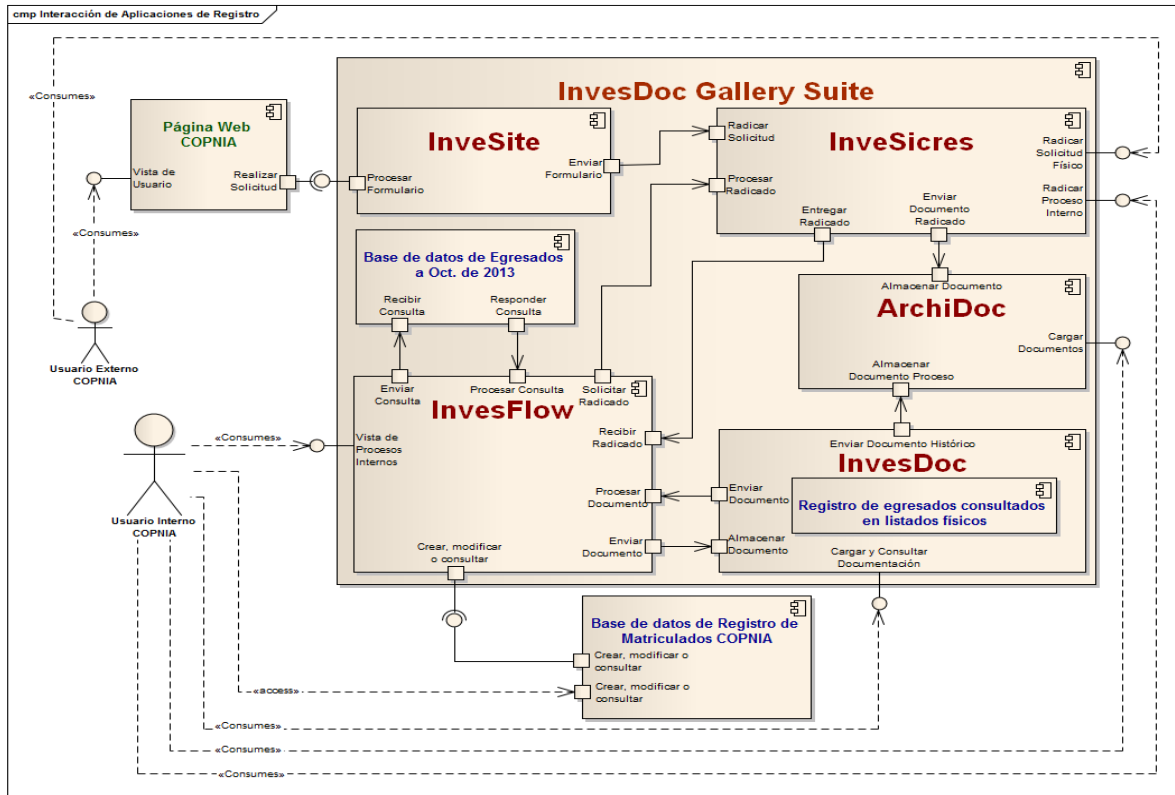 cmp Interacción de Aplicaciones de Registro
«Consumes»
Página Web
COPNIA
Vista de
Usuario
Realizar
Solicitud
«Consumes»
Usuario Externo
COPNIA
InvesDoc Gallery Suite
InveSite
Procesar
Formulario
Enviar
Formulario
InveSicres
Radicar
Solicitud
Procesar
Radicado
Entregar
Radicado
Enviar
Documento
Radicado
Radicar
Solicitud
Físico
Radicar
Proceso
Interno
Base de datos de Egresados
a Oct. de 2013
Recibir
Consulta
Responder
Consulta
Almacenar Documento
ArchiDoc
Cargar
Documentos
Almacenar
Documento Proceso
Enviar
Consulta
Procesar Consulta
Solicitar
Radicado
InvesFlow
Vista de
Procesos
Internos
Recibir
Radicado
Procesar
Documento
Enviar
Documento
Crear, modificar
o consultar
Enviar Documento Histórico
InvesDoc
Enviar
Documento
Registro de egresados consultados
en listados físicos
Almacenar
Documento
Cargar y Consultar
Documentación
«Consumes»
Usuario Interno
COPNIA
Base de datos de Registro de
Matriculados COPNIA
Crear, modificar o
consultar
Crear, modificar o
consultar
«access»
«Consumes»
«Consumes»
«Consumes»